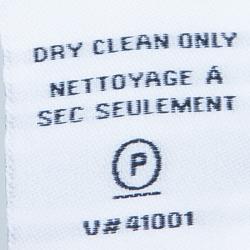 DRY CLEAN ONLY
NETTOYAGE Á
SEC SEULEMENT
P
V# 41001